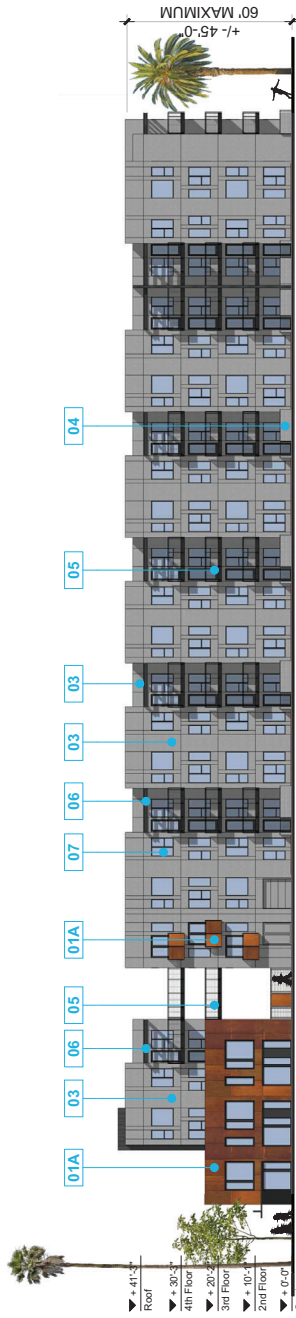 01A
03
06
05
01A
07
06
03
03
05
04
60' MAXIMUM
+/- 45'-0"
+ 41'-3"
Roof
+ 30'-3"
4th Floor
+ 20'-2"
3rd Floor
+ 10'-1"
2nd Floor
+ 0'-0"